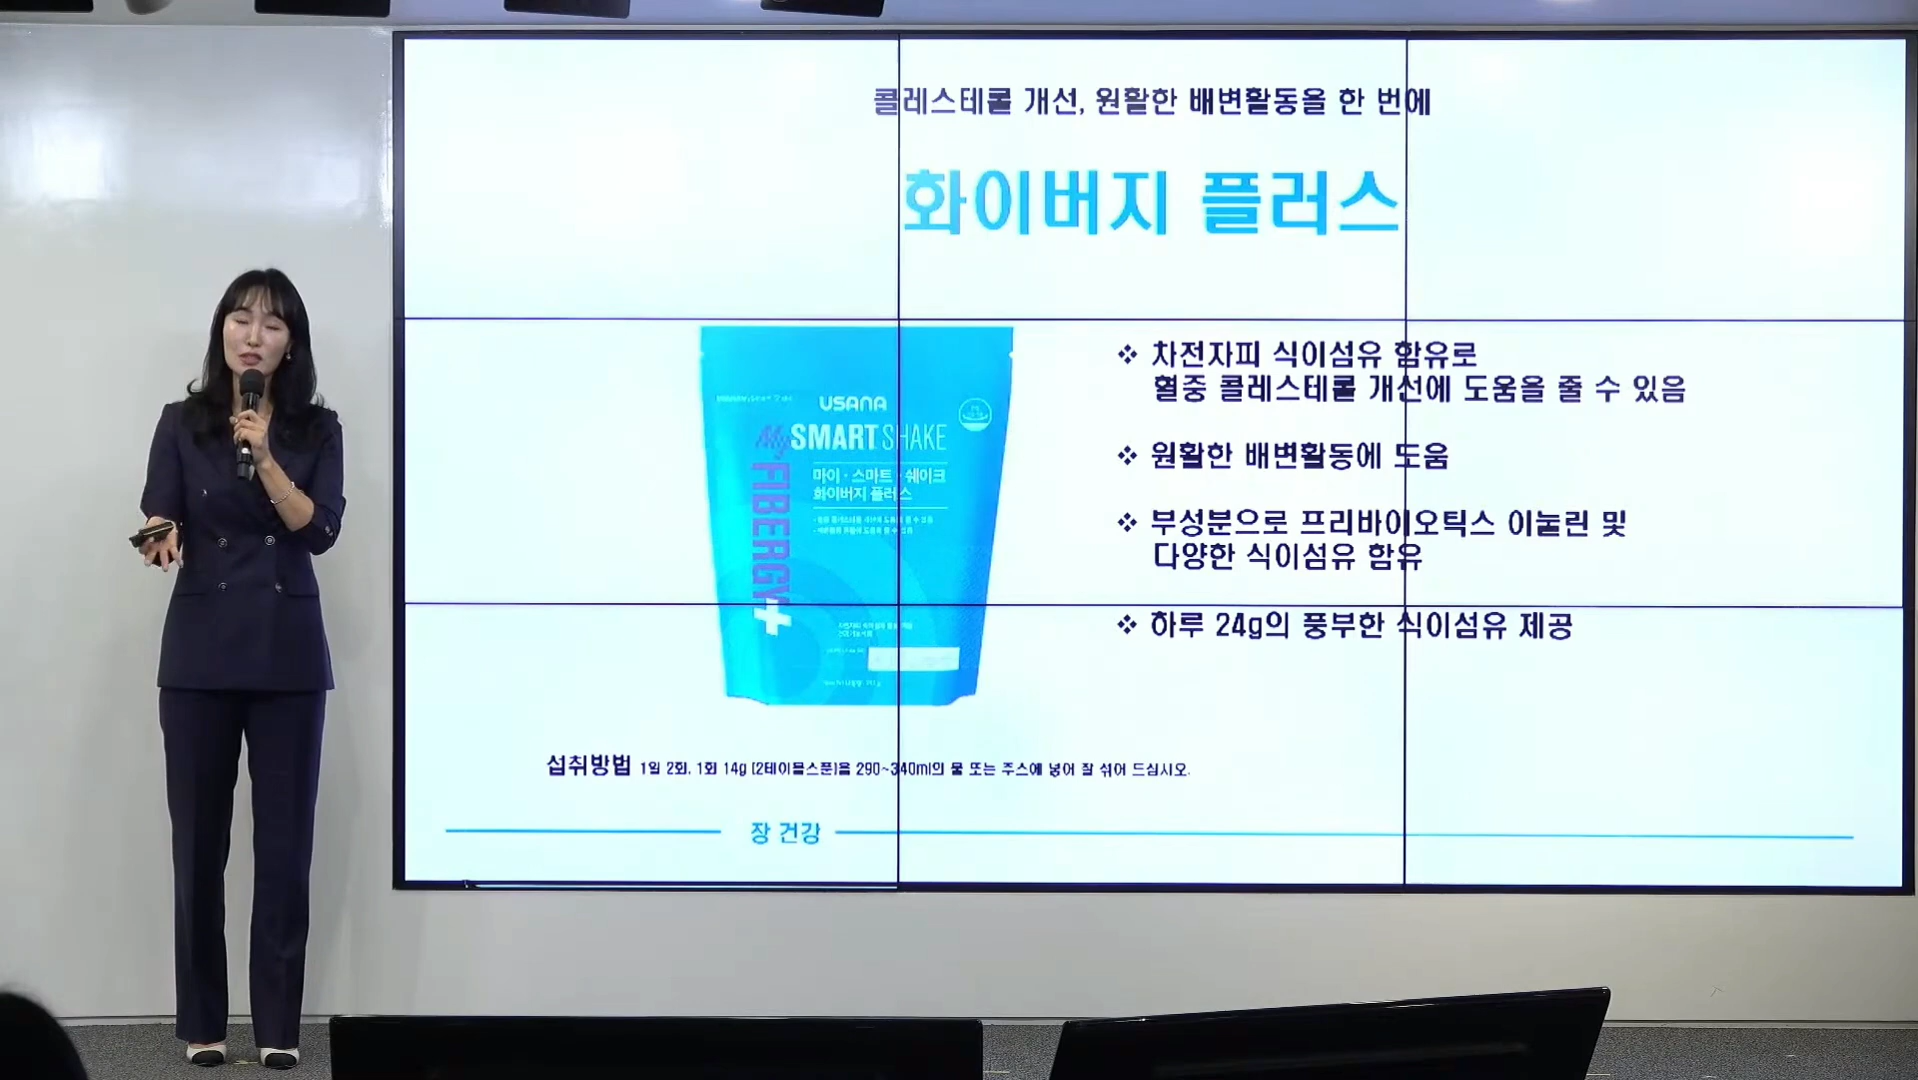 콜레스테롤 개선, 원활한 배변활동을 한 번에
화이버지 플러스
USANA
My SMART SHAKE
FIBERGY+
마이·스마트·쉐이크
화이버지 플러스
❖ 차전자피 식이섬유 함유로
혈중 콜레스테롤 개선에 도움을 줄 수 있음
❖ 원활한 배변활동에 도움
❖ 부성분으로 프리바이오틱스 이눌린 및
다양한 식이섬유 함유
❖ 하루 24g의 풍부한 식이섬유 제공
섭취방법 1일 2회, 1회 14g (2테이블스푼)을 290~340ml의 물 또는 주스에 넣어 잘 섞어 드십시오.
장 건강